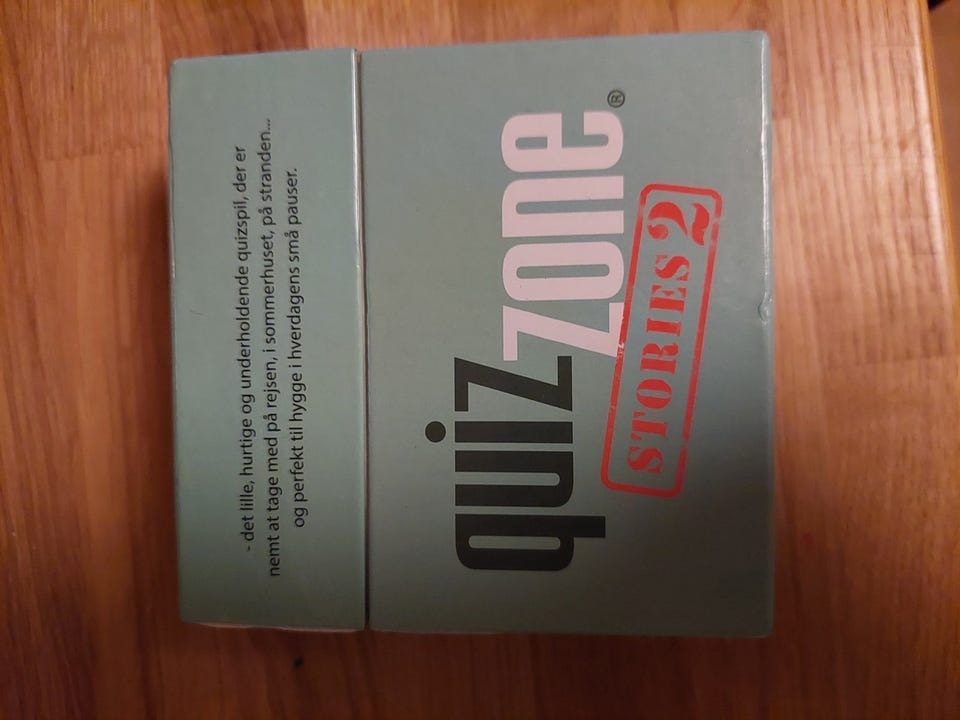 - det lille, hurtige og underholdende quizspil, der er
nemt at tage med på rejsen, i sommerhuset, på stranden...
og perfekt til hygge i hverdagens små pauser.
quizzone®
STORIES 2